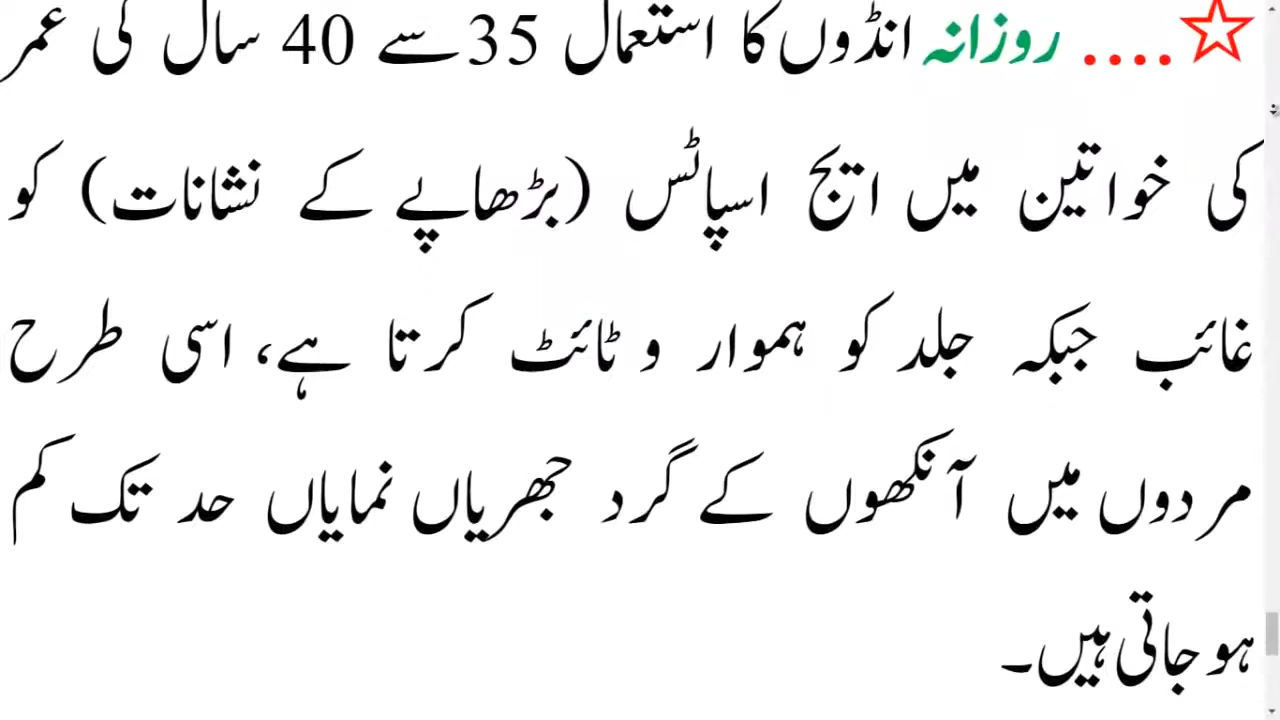 ☆.... روزانہ انڈوں کا استعمال 35 سے 40 سال کی عمر
کی خواتین میں ایج اسپاٹس (بڑھاپے کے نشانات) کو
غائب جبکہ جلد کو ہموار و ٹائٹ کرتا ہے، اسی طرح
مردوں میں آنکھوں کے گرد جھریاں نمایاں حد تک کم
ہو جاتی ہیں۔